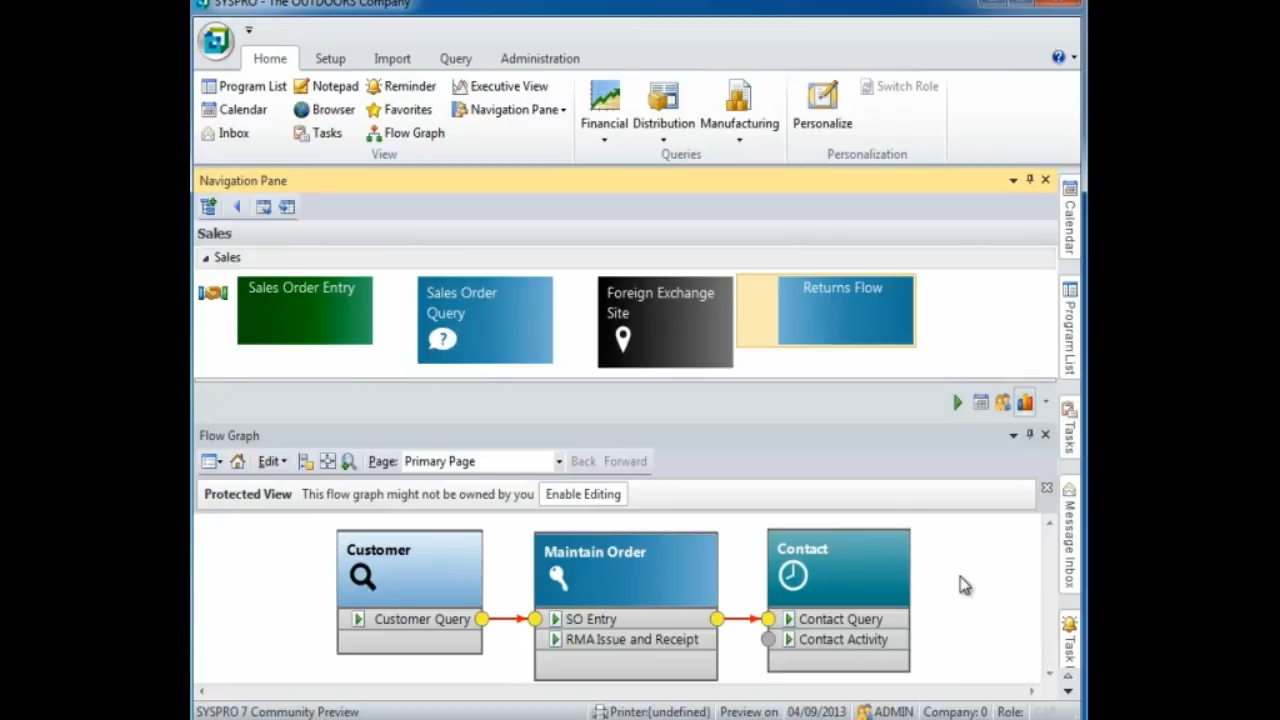 SYSPRO - The OUTDOORS Company
Home Setup Import Query Administration
Program List Notepad Reminder Executive View
Calendar Browser Favorites Navigation Pane
Inbox Tasks Flow Graph
View
Financial Distribution Manufacturing
Queries
Personalize Switch Role
Personalization
Navigation Pane
Sales
Sales
Sales Order Entry
Sales Order
Query
Foreign Exchange
Site
Returns Flow
Flow Graph
Edit Page: Primary Page Back Forward
Protected View This flow graph might not be owned by you Enable Editing
Customer
Customer Query
Maintain Order
SO Entry
RMA Issue and Receipt
Contact
Contact Query
Contact Activity
Calendar
Program List
Tasks
Message Inbox
Task
SYSPRO 7 Community Preview Printer:(undefined) Preview on 04/09/2013 ADMIN Company: 0 Role: